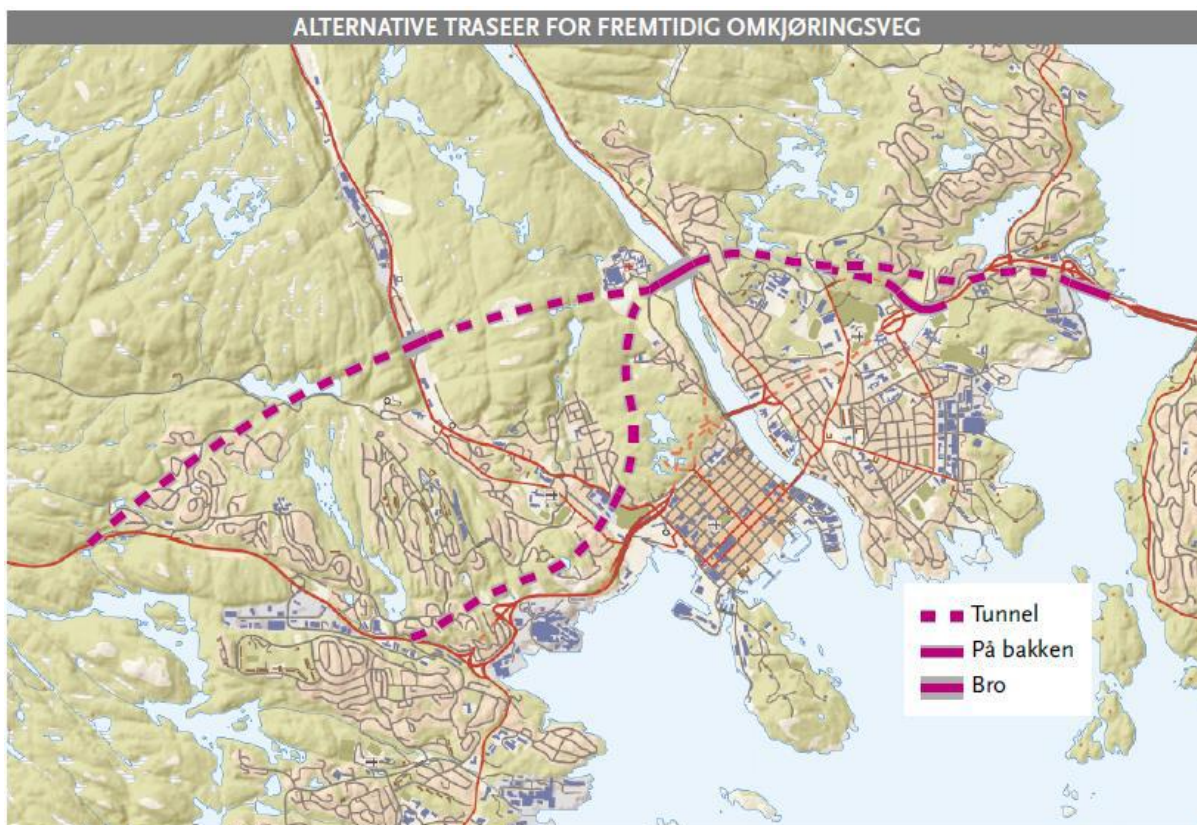 ALTERNATIVE TRASEER FOR FREMTIDIG OMKJØRINGSVEG
Tunnel
På bakken
Bro